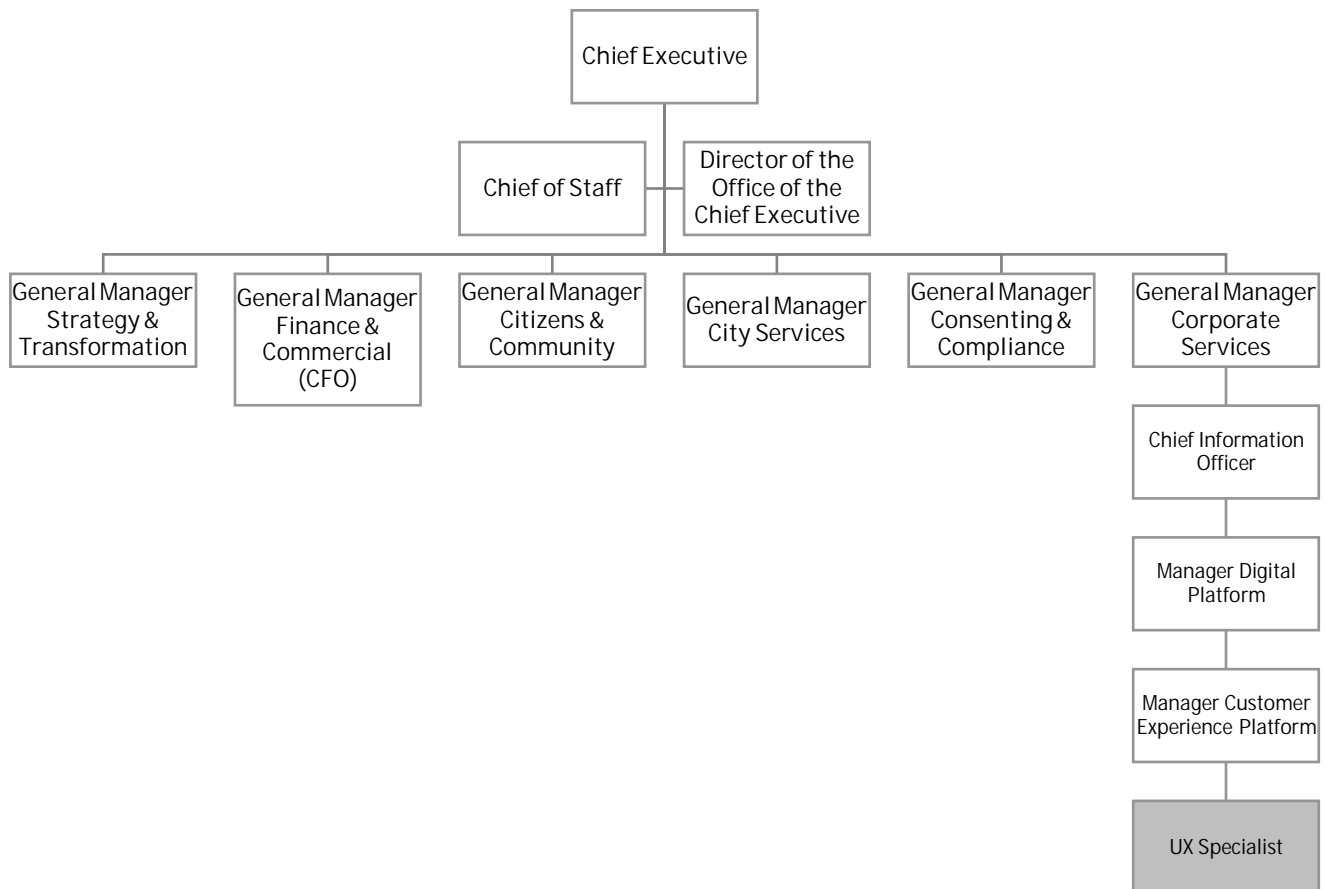 Chief Executive
Chief of Staff
Director of the
Office of the
Chief Executive
General Manager
Strategy &
Transformation
General Manager
Finance &
Commercial
(CFO)
General Manager
Citizens &
Community
General Manager
City Services
General Manager
Consenting &
Compliance
General Manager
Corporate
Services
Chief Information
Officer
Manager Digital
Platform
Manager Customer
Experience Platform
UX Specialist